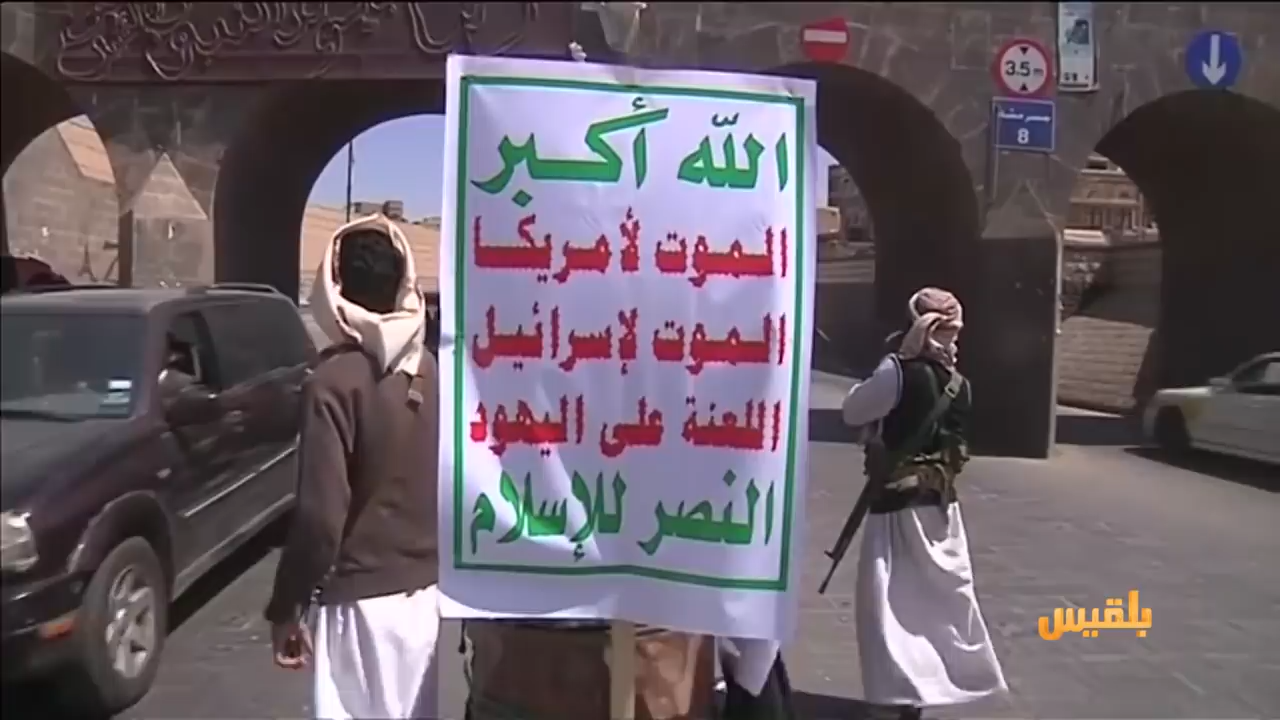 3.5 m
8
الله أكبر
الموت لأمريكا
الموت لإسرائيل
اللعنة على اليهود
النصر للإسلام
بلقيس